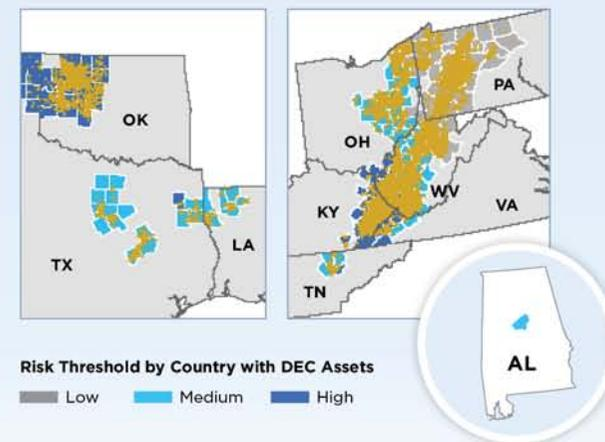 OK
TX
LA
PA
OH
WV
KY
VA
TN
AL
Risk Threshold by Country with DEC Assets
Low Medium High